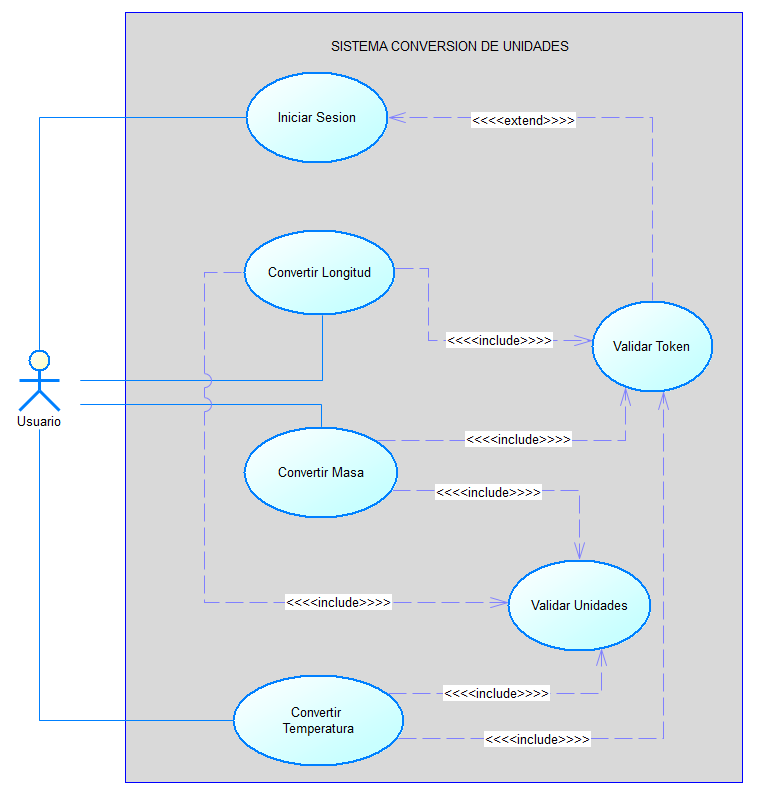 SISTEMA CONVERSION DE UNIDADES
Iniciar Sesion
<<<<extend>>>>
Convertir Longitud
<<<<include>>>>
Validar Token
Usuario
<<<<include>>>>
Convertir Masa
<<<<include>>>>
<<<<include>>>>
Validar Unidades
<<<<include>>>>
Convertir
Temperatura
<<<<include>>>>